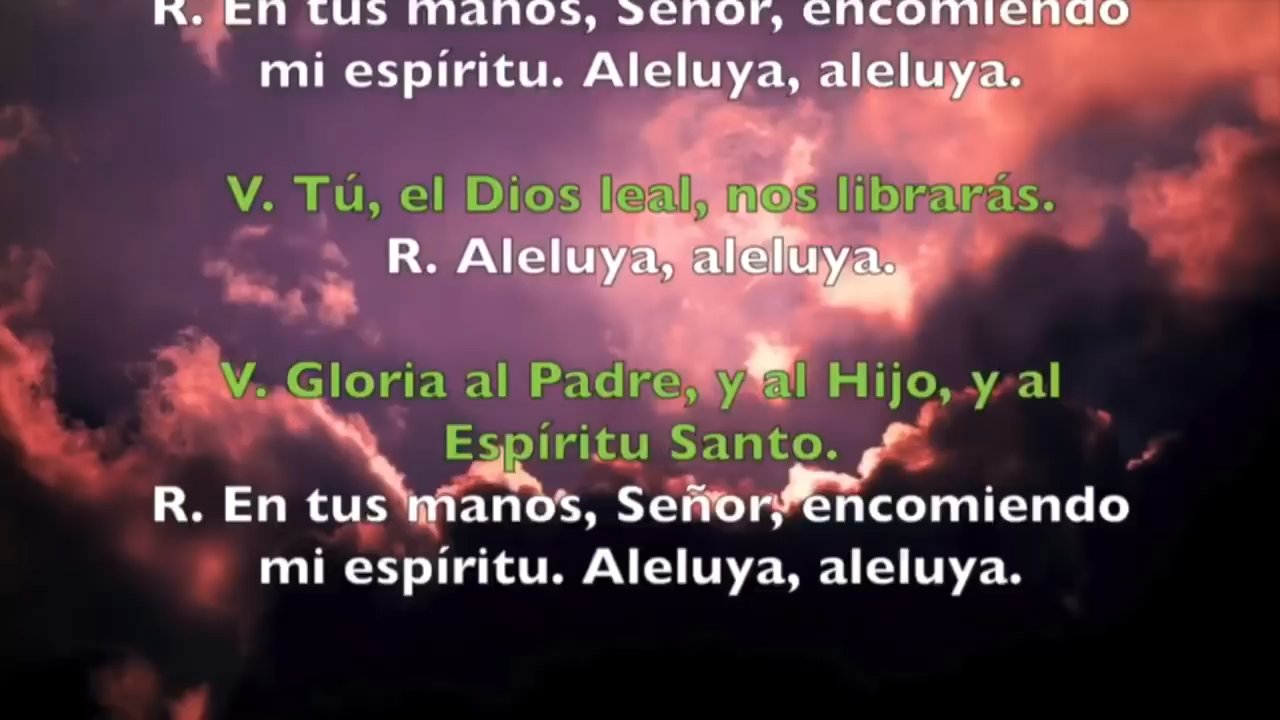 R. En tus manos, Señor, encomiendo
mi espíritu. Aleluya, aleluya.
V. Tú, el Dios leal, nos librarás.
R. Aleluya, aleluya.
V. Gloria al Padre, y al Hijo, y al
Espíritu Santo.
R. En tus manos, Señor, encomiendo
mi espíritu. Aleluya, aleluya.